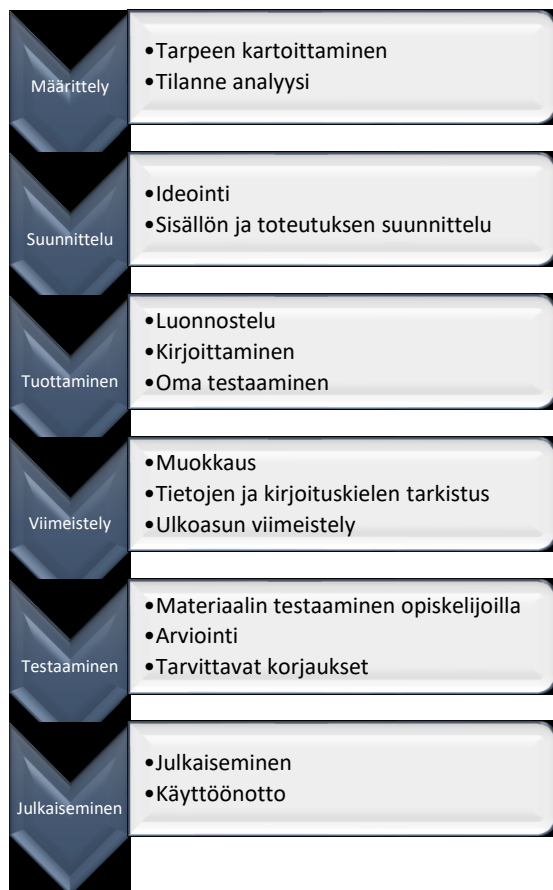 Määrittely
•Tarpeen kartoittaminen
•Tilanne analyysi
Suunnittelu
•Ideointi
•Sisällön ja toteutuksen suunnittelu
Tuottaminen
•Luonnostelu
•Kirjoittaminen
•Oma testaaminen
Viimeistely
•Muokkaus
•Tietojen ja kirjoituskielen tarkistus
•Ulkoasun viimeistely
Testaaminen
•Materiaalin testaaminen opiskelijoilla
•Arviointi
•Tarvittavat korjaukset
Julkaiseminen
•Julkaiseminen
•Käyttöönotto